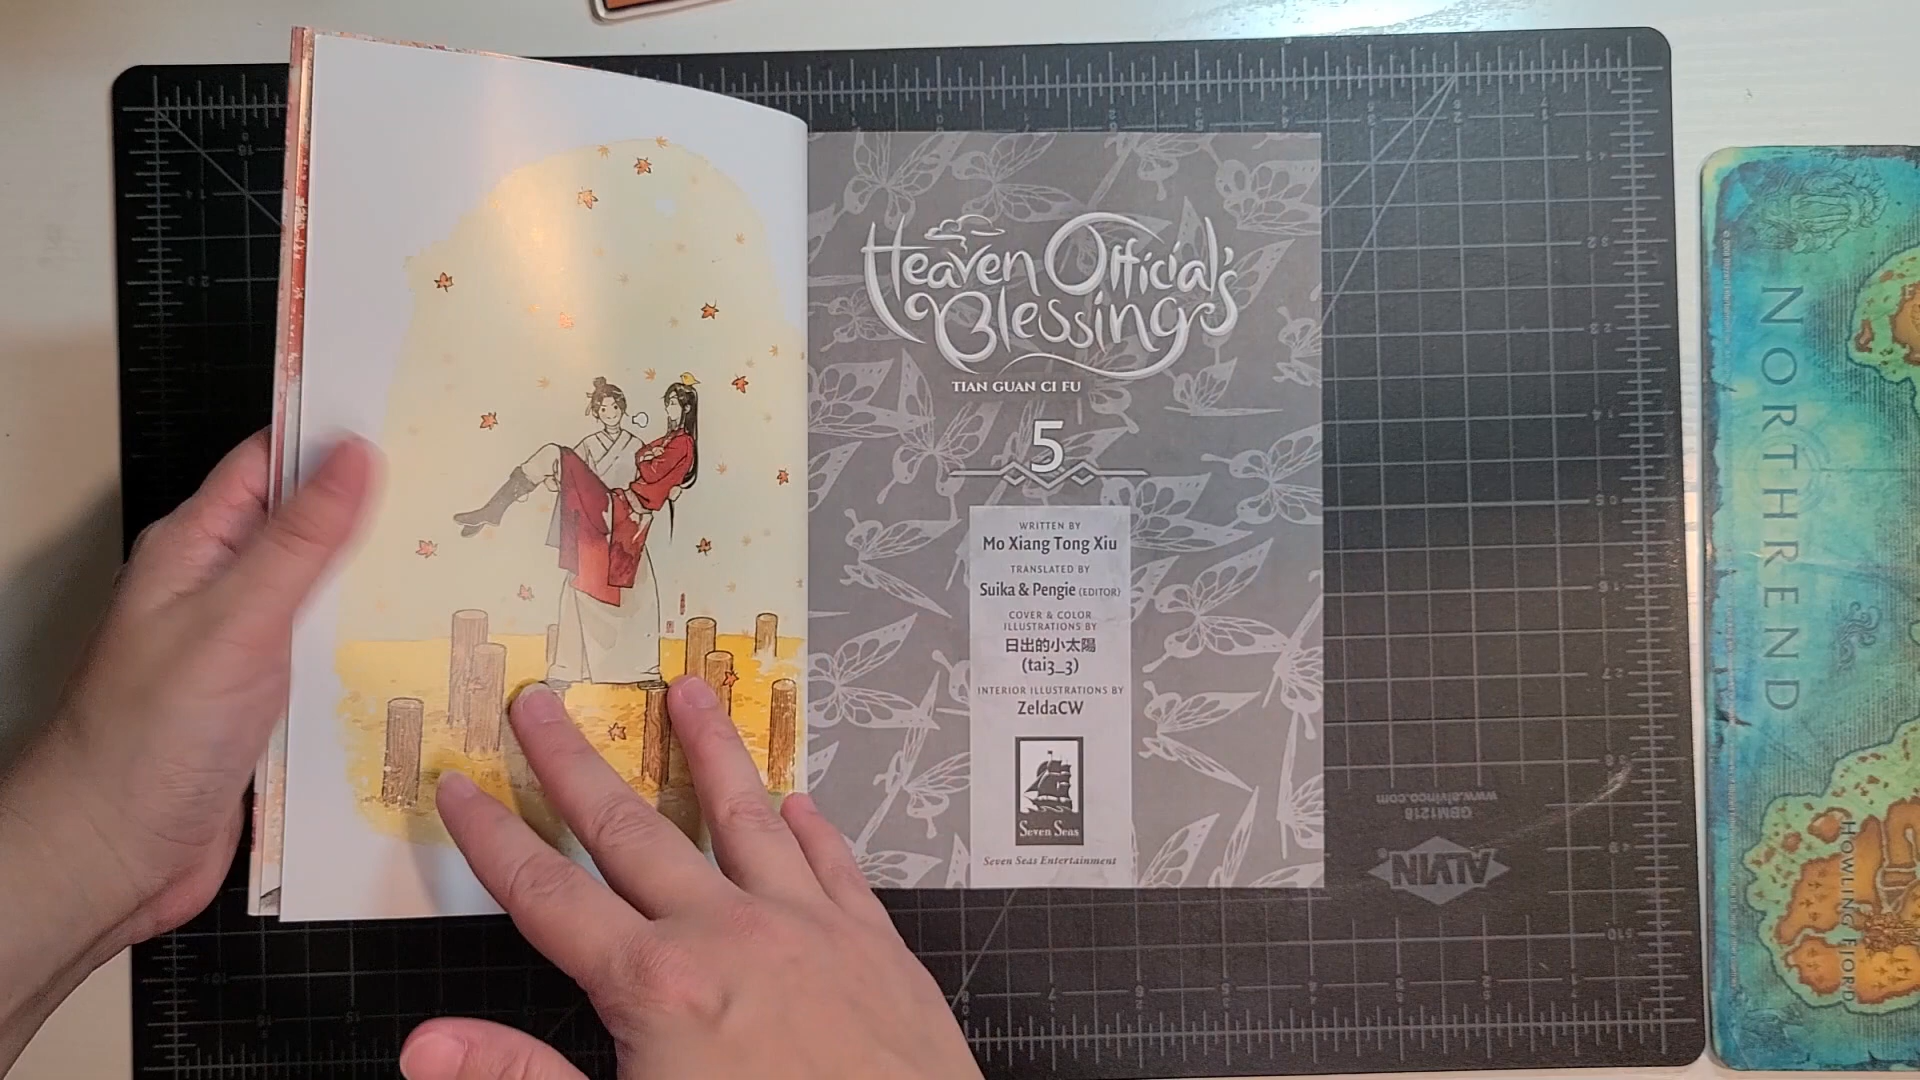 Heaven Official's
Blessing
TIAN GUAN CI FU
5
WRITTEN BY
Mo Xiang Tong Xiu
TRANSLATED BY
Suika & Pengie (EDITOR)
COVER & COLOR
ILLUSTRATIONS BY
日出的小太陽
(tai3_3)
INTERIOR ILLUSTRATIONS BY
ZeldaCW
Seven Seas
Seven Seas Entertainment
GBM1218
www.alvinco.com
ALVIN
NORTHREND
HOWLING FJORD